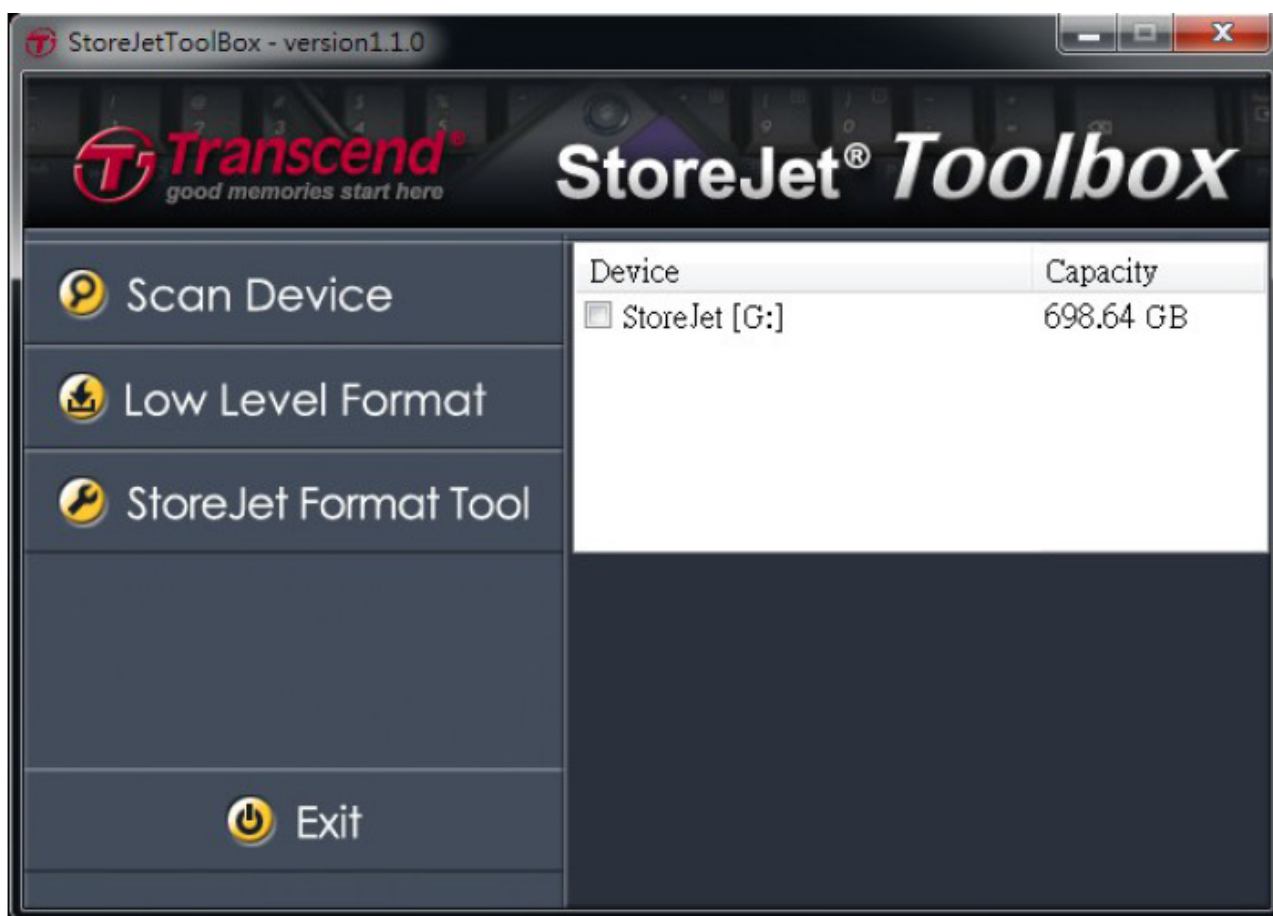 StoreJetToolBox - version1.1.0
Transcend®
good memories start here
StoreJet® Toolbox
Scan Device
Low Level Format
StoreJet Format Tool
Exit
Device Capacity
StoreJet [G:] 698.64 GB